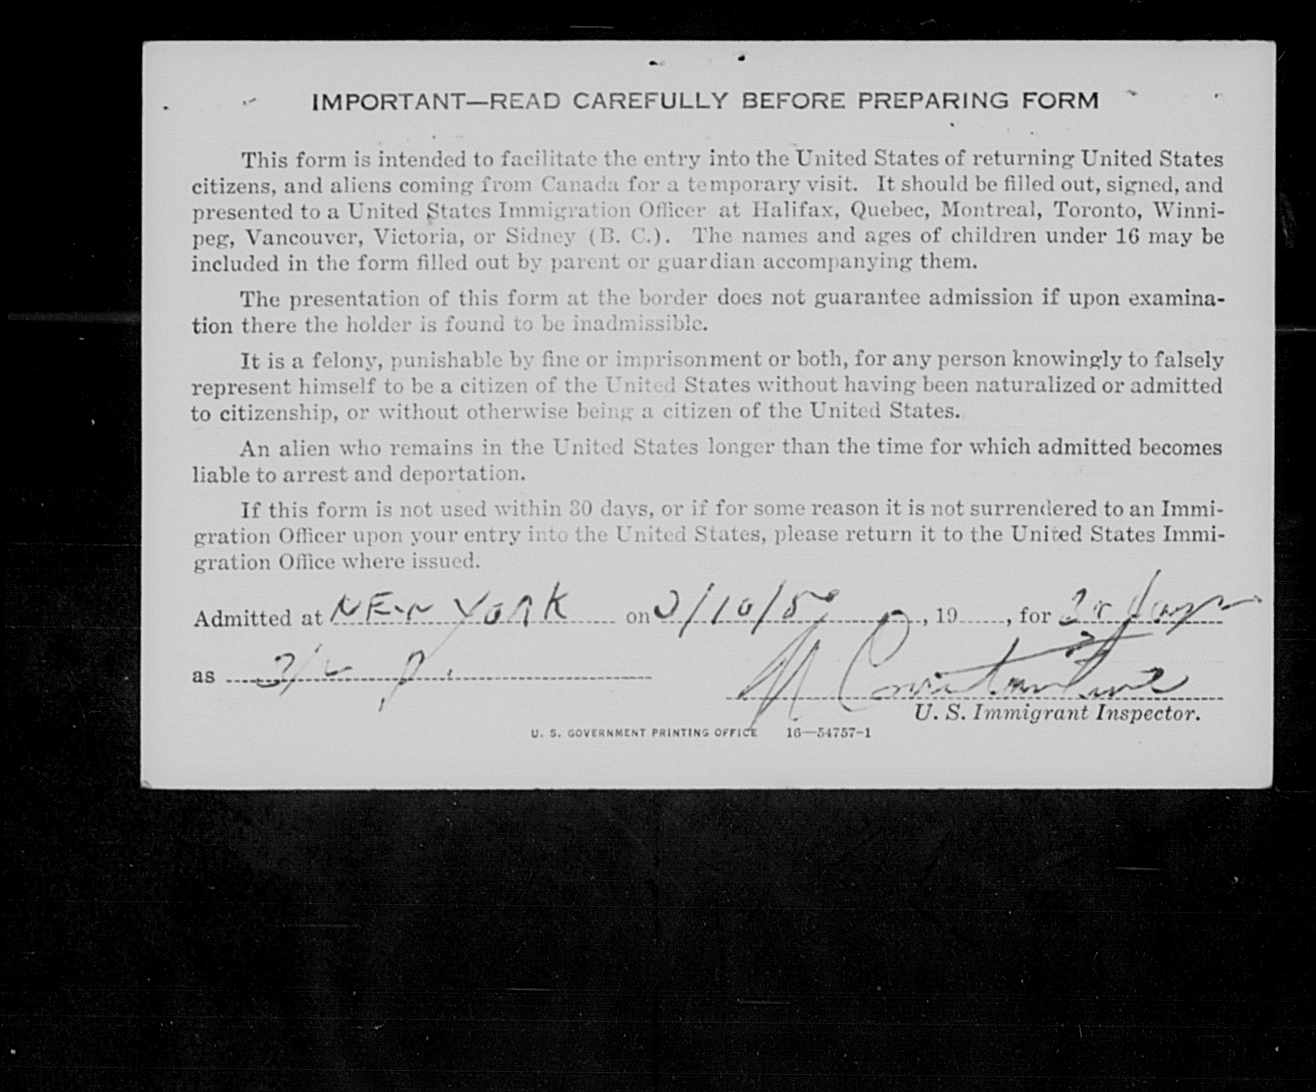 IMPORTANT—READ CAREFULLY BEFORE PREPARING FORM
This form is intended to facilitate the entry into the United States of returning United States
citizens, and aliens coming from Canada for a temporary visit. It should be filled out, signed, and
presented to a United States Immigration Officer at Halifax, Quebec, Montreal, Toronto, Winni-
peg, Vancouver, Victoria, or Sidney (B. C.). The names and ages of children under 16 may be
included in the form filled out by parent or guardian accompanying them.
The presentation of this form at the border does not guarantee admission if upon examina-
tion there the holder is found to be inadmissible.
It is a felony, punishable by fine or imprisonment or both, for any person knowingly to falsely
represent himself to be a citizen of the United States without having been naturalized or admitted
to citizenship, or without otherwise being a citizen of the United States.
An alien who remains in the United States longer than the time for which admitted becomes
liable to arrest and deportation.
If this form is not used within 30 days, or if for some reason it is not surrendered to an Immi-
gration Officer upon your entry into the United States, please return it to the United States Immi-
gration Office where issued.
Admitted at NEW YORK on , 19 , for days
as
U. S. Immigrant Inspector.
U. S. GOVERNMENT PRINTING OFFICE 16—54757-1